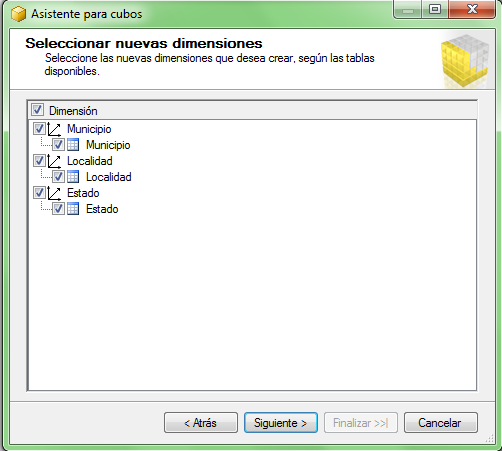 Asistente para cubos
Seleccionar nuevas dimensiones
Seleccione las nuevas dimensiones que desea crear, según las tablas
disponibles.
Dimensión
Municipio
Municipio
Localidad
Localidad
Estado
Estado
< Atrás
Siguiente >
Finalizar >>|
Cancelar